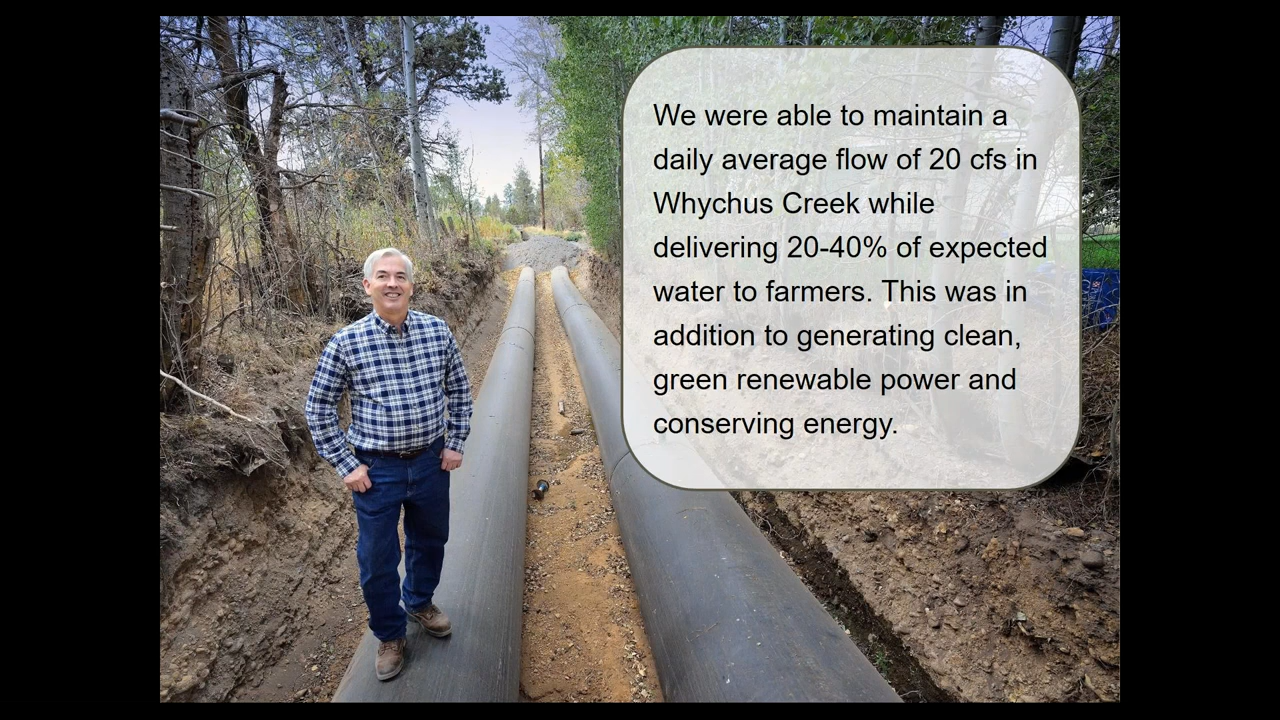 We were able to maintain a
daily average flow of 20 cfs in
Whychus Creek while
delivering 20-40% of expected
water to farmers. This was in
addition to generating clean,
green renewable power and
conserving energy.